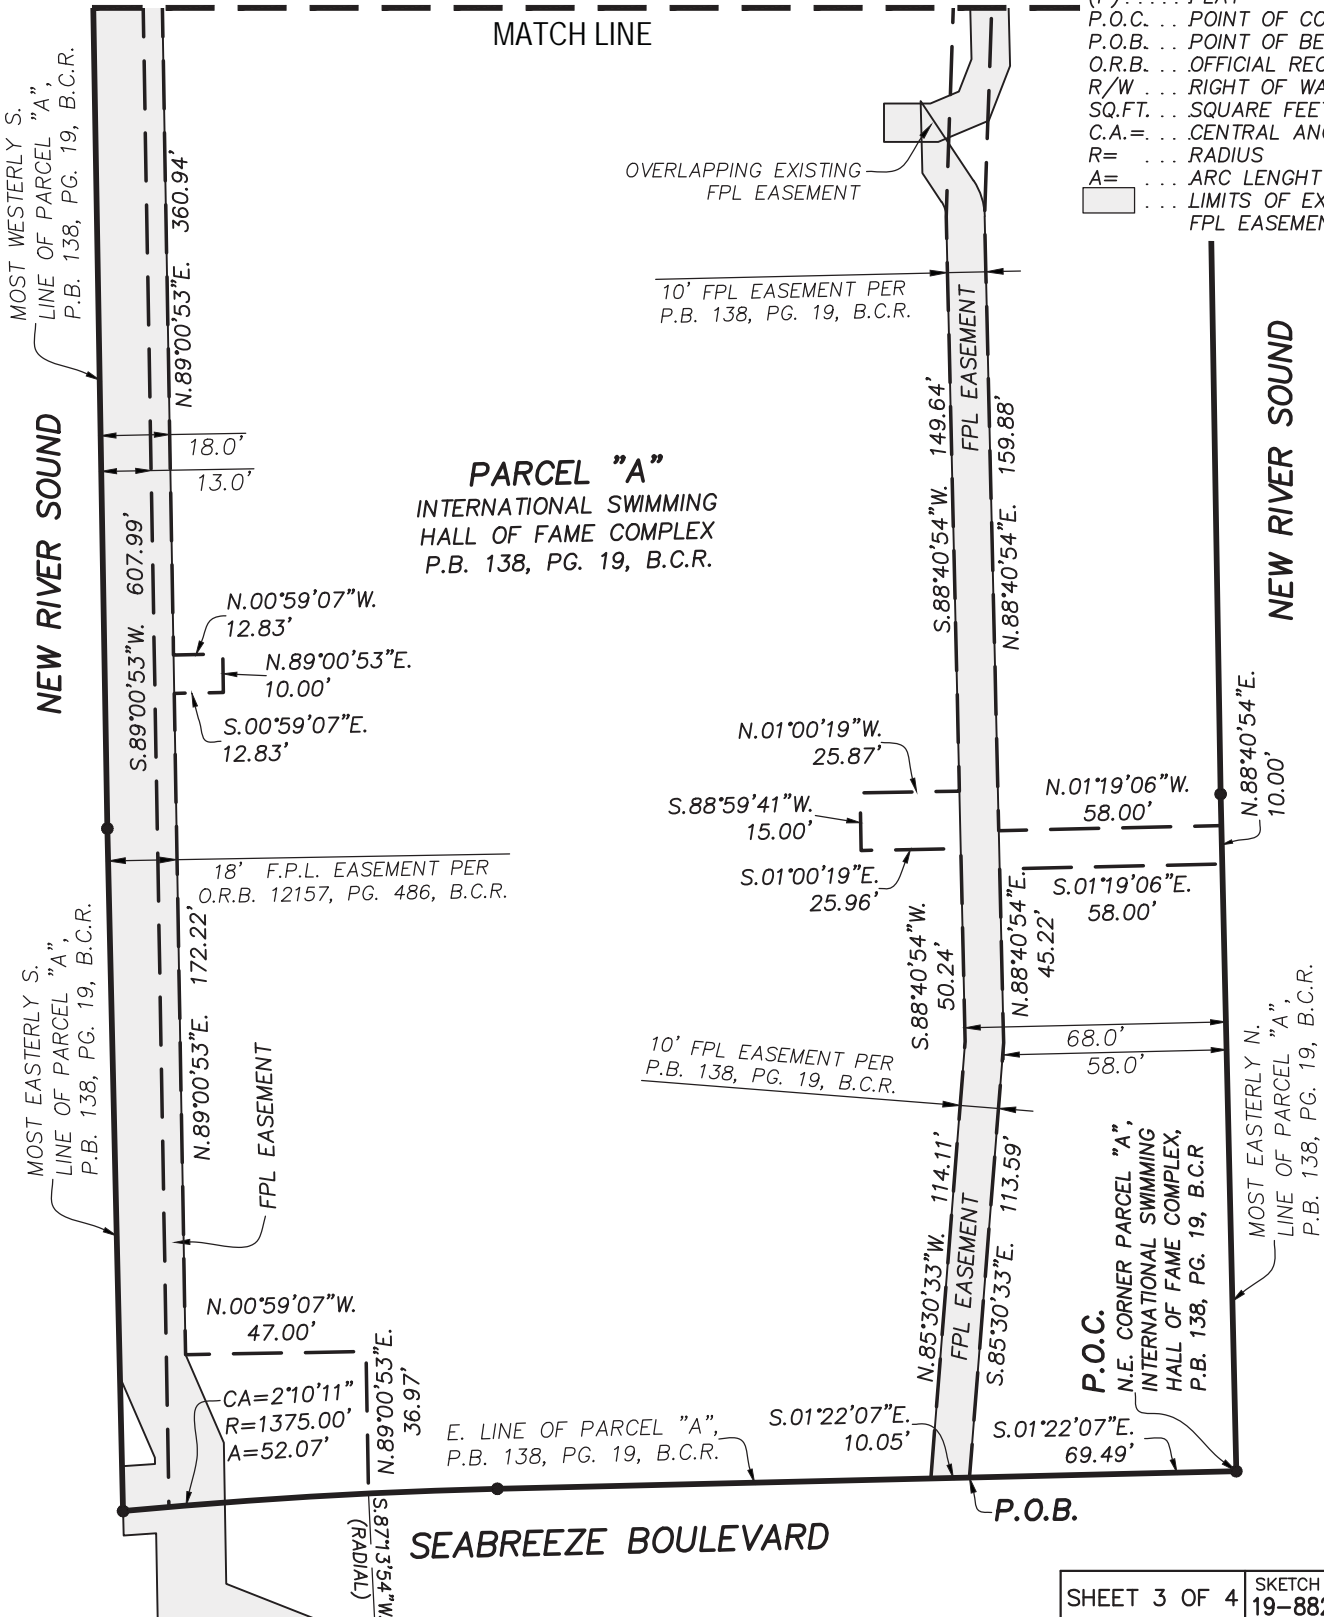 MATCH LINE
P.O.C. . . . POINT OF
P.O.B. . . . POINT OF
O.R.B. . . . OFFICIAL
R/W . . . RIGHT OF
SQ.FT. . . . SQUARE FEET
C.A.= . . . CENTRAL
R= . . . RADIUS
A= . . . ARC LENGHT
. . . LIMITS OF
FPL
MOST WESTERLY S.
LINE OF PARCEL "A",
P.B. 138, PG. 19, B.C.R.
N.89°00'53"E. 360.94'
OVERLAPPING EXISTING
FPL EASEMENT
10' FPL EASEMENT PER
P.B. 138, PG. 19, B.C.R.
FPL EASEMENT
NEW RIVER SOUND
18.0'
13.0'
PARCEL "A"
INTERNATIONAL SWIMMING
HALL OF FAME COMPLEX
P.B. 138, PG. 19, B.C.R.
S.88°40'54"W. 149.64'
N.88°40'54"E. 159.88'
NEW RIVER SOUND
S.89°00'53"W. 607.99'
N.00°59'07"W.
12.83'
N.89°00'53"E.
10.00'
S.00°59'07"E.
12.83'
N.01°00'19"W.
25.87'
S.88°59'41"W.
15.00'
S.01°00'19"E.
25.96'
N.01°19'06"W.
58.00'
N.88°40'54"E.
10.00'
S.01°19'06"E.
58.00'
18' F.P.L. EASEMENT PER
O.R.B. 12157, PG. 486, B.C.R.
MOST EASTERLY S.
LINE OF PARCEL "A",
P.B. 138, PG. 19, B.C.R.
N.89°00'53"E. 172.22'
FPL EASEMENT
S.88°40'54"W.
50.24'
N.88°40'54"E.
45.22'
68.0'
58.0'
10' FPL EASEMENT PER
P.B. 138, PG. 19, B.C.R.
N.85°30'33"W. 114.11'
FPL EASEMENT
S.85°30'33"E. 113.59'
P.O.C.
N.E. CORNER PARCEL "A",
INTERNATIONAL SWIMMING
HALL OF FAME COMPLEX,
P.B. 138, PG. 19, B.C.R
MOST EASTERLY N.
LINE OF PARCEL "A",
P.B. 138, PG. 19, B.C.R.
N.00°59'07"W.
47.00'
N.89°00'53"E.
36.97'
CA=2°10'11"
R=1375.00'
A=52.07'
E. LINE OF PARCEL "A",
P.B. 138, PG. 19, B.C.R.
S.01°22'07"E.
10.05'
S.01°22'07"E.
69.49'
P.O.B.
S.87°13'54"W.
(RADIAL)
SEABREEZE BOULEVARD
SHEET 3 OF 4
SKETCH
19-882